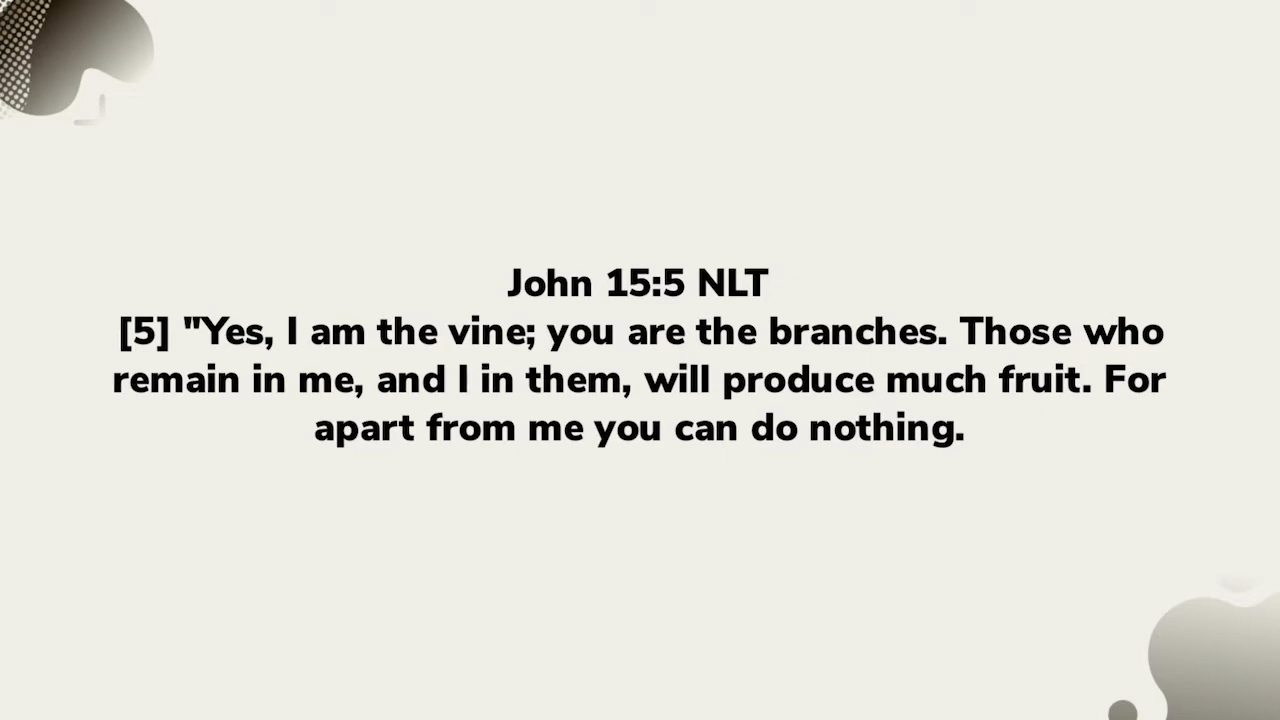 John 15:5 NLT
[5] "Yes, I am the vine; you are the branches. Those who
remain in me, and I in them, will produce much fruit. For
apart from me you can do nothing.